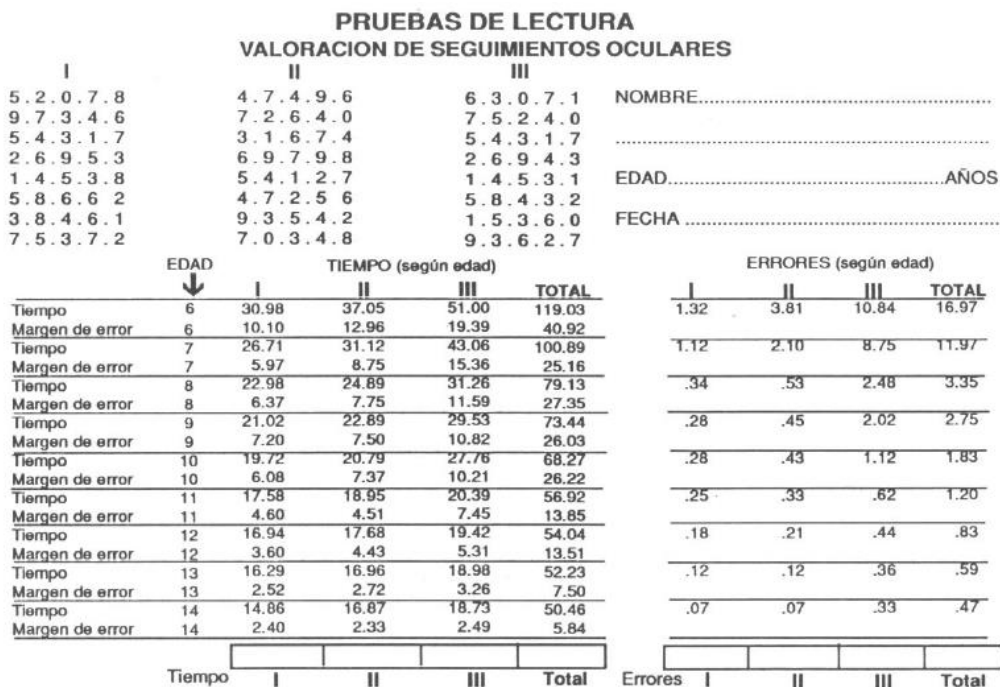 PRUEBAS DE LECTURA
VALORACION DE SEGUIMIENTOS OCULARES
I II III
5.2.0.7.8 4.7.4.9.6 6.3.0.7.1 NOMBRE
9.7.3.4.6 7.2.6.4.0 7.5.2.4.0
5.4.3.1.7 3.1.6.7.4 5.4.3.1.7
2.6.9.5.3 6.9.7.9.8 2.6.9.4.3
1.4.5.3.8 5.4.1.2.7 1.4.5.3.1 EDAD AÑOS
5.8.6.6 2 4.7.2.5 6 5.8.4.3.2
3.8.4.6.1 9.3.5.4.2 1.5.3.6.0 FECHA
7.5.3.7.2 7.0.3.4.8 9.3.6.2.7
EDAD TIEMPO (según edad) ERRORES (según edad)
↓ I II III TOTAL I II III TOTAL
Tiempo 6 30.98 37.05 51.00 119.03 1.32 3.81 10.84 16.97
Margen de error 6 10.10 12.96 19.39 40.92
Tiempo 7 26.71 31.12 43.06 100.89 1.12 2.10 8.75 11.97
Margen de error 7 5.97 8.75 15.36 25.16
Tiempo 8 22.98 24.89 31.26 79.13 .34 .53 2.48 3.35
Margen de error 8 6.37 7.75 11.59 27.35
Tiempo 9 21.02 22.89 29.53 73.44 .28 .45 2.02 2.75
Margen de error 9 7.20 7.50 10.82 26.03
Tiempo 10 19.72 20.79 27.76 68.27 .28 .43 1.12 1.83
Margen de error 10 6.08 7.37 10.21 26.22
Tiempo 11 17.58 18.95 20.39 56.92 .25 .33 .62 1.20
Margen de error 11 4.60 4.51 7.45 13.85
Tiempo 12 16.94 17.68 19.42 54.04 .18 .21 .44 .83
Margen de error 12 3.60 4.43 5.31 13.51
Tiempo 13 16.29 16.96 18.98 52.23 .12 .12 .36 .59
Margen de error 13 2.52 2.72 3.26 7.50
Tiempo 14 14.86 16.87 18.73 50.46 .07 .07 .33 .47
Margen de error 14 2.40 2.33 2.49 5.84
Tiempo I II III Total Errores I II III Total